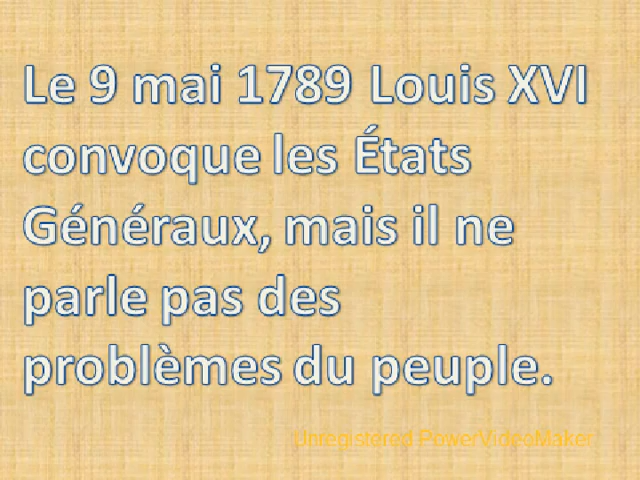 Le 9 mai 1789 Louis XVI
convoque les États
Généraux, mais il ne
parle pas des
problèmes du peuple.
Unregistered PowerVideoMaker